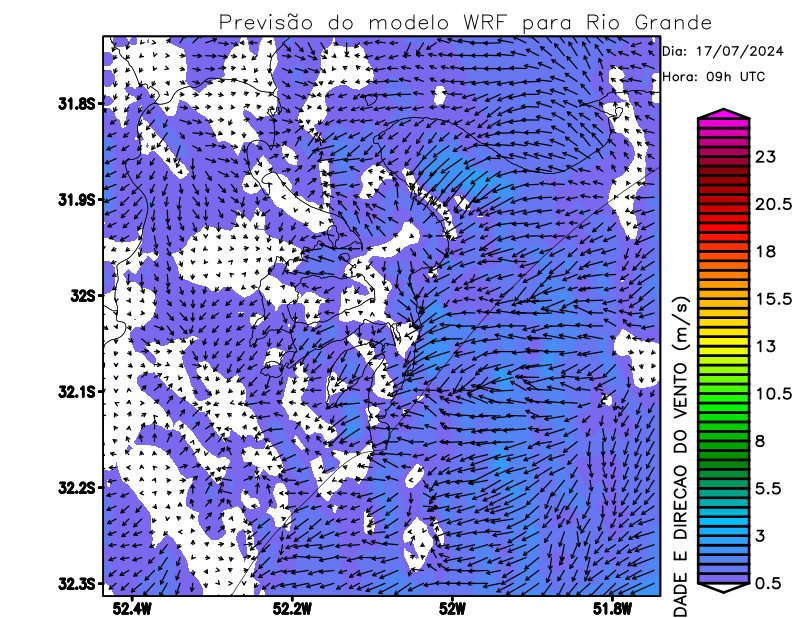 Previsão do modelo WRF para Rio Grande
Dia: 17/07/2024
Hora: 09h UTC
31.8S
31.9S
32S
32.1S
32.2S
32.3S
52.4W
52.2W
52W
51.8W
23
20.5
18
15.5
13
10.5
8
5.5
3
0.5
DADE E DIRECAO DO VENTO (m/s)